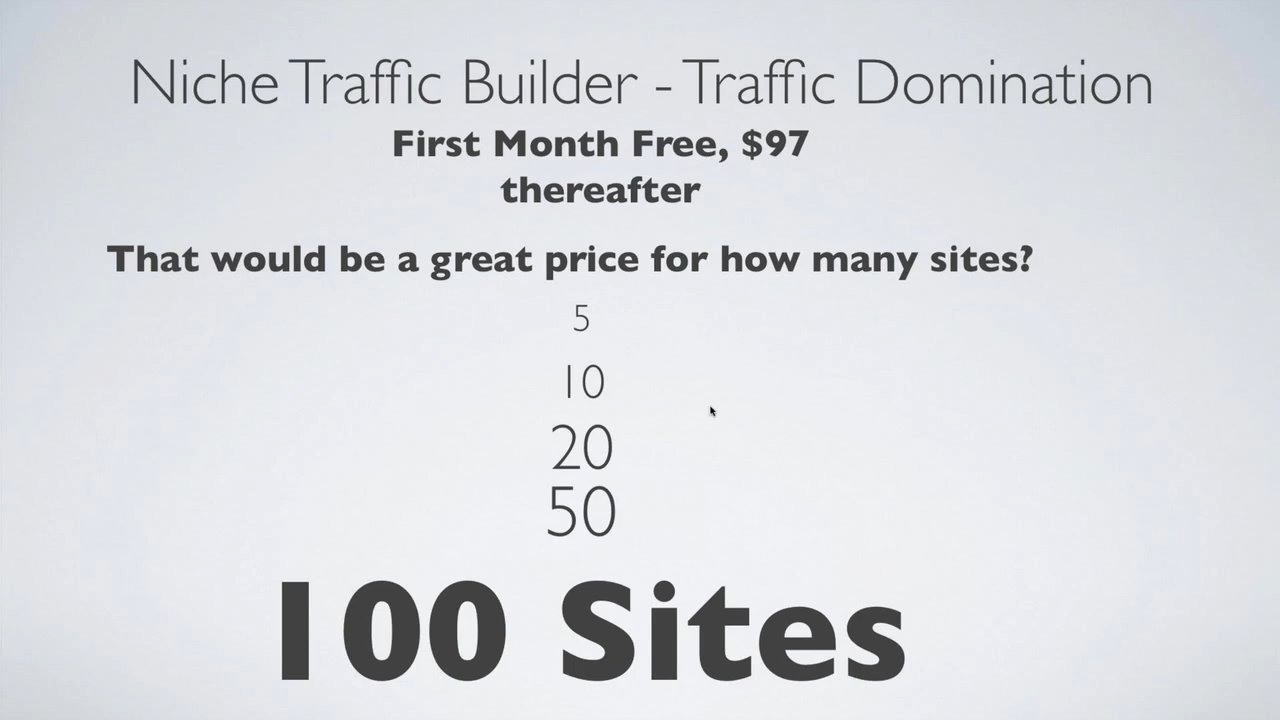 Niche Traffic Builder - Traffic Domination
First Month Free, $97
thereafter
That would be a great price for how many sites?
5
10
20
50
100 Sites